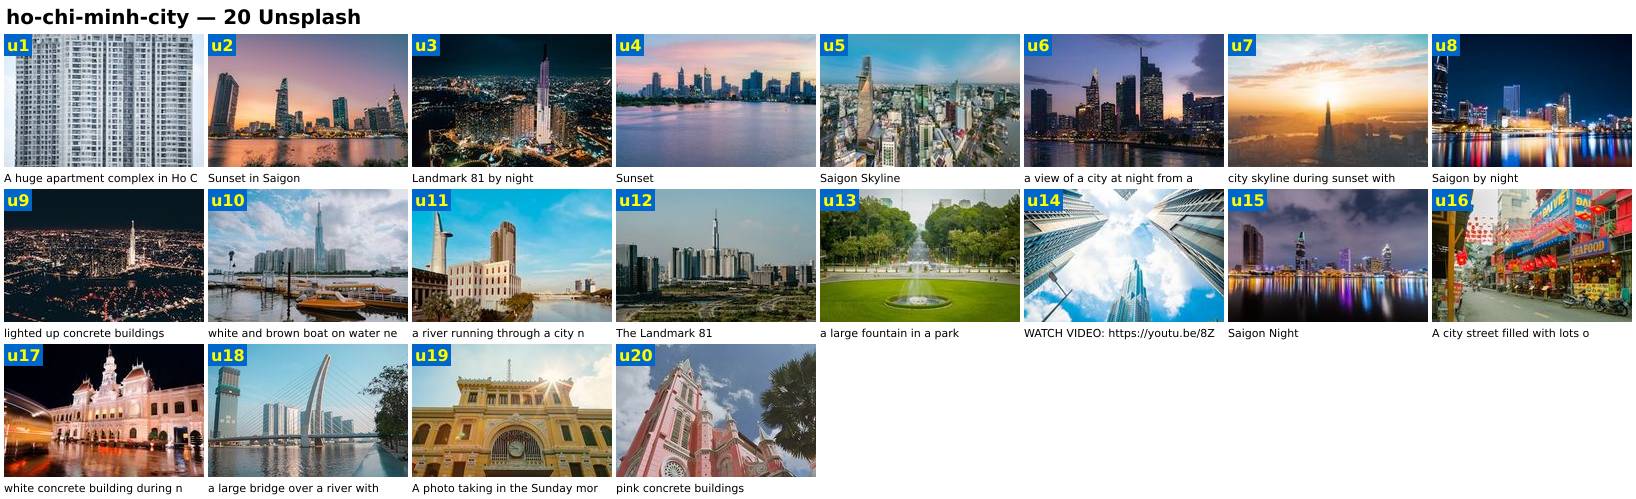 ho-chi-minh-city — 20 Unsplash
u1
u2
u3
u4
u5
u6
u7
u8
A huge apartment complex in Ho C
Sunset in Saigon
Landmark 81 by night
Sunset
Saigon Skyline
a view of a city at night from a
city skyline during sunset with
Saigon by night
u9
u10
u11
u12
u13
u14
u15
u16
ĐẠI VIỆT
SEAFOOD
lighted up concrete buildings
white and brown boat on water ne
a river running through a city n
The Landmark 81
a large fountain in a park
WATCH VIDEO: https://youtu.be/8Z
Saigon Night
A city street filled with lots o
u17
u18
u19
u20
white concrete building during n
a large bridge over a river with
A photo taking in the Sunday mor
pink concrete buildings